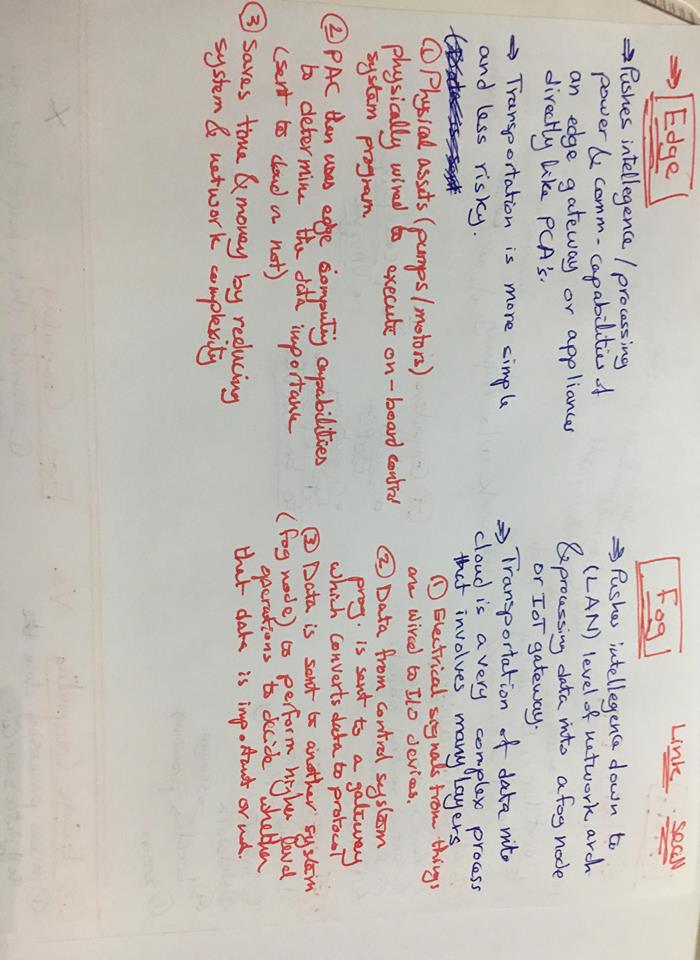 ⇒ Edge
⇒ Pushes intellegence / processing
power & comm-capabilities of
an edge gateway or appliances
directly like PCA's.
⇒ Transportation is more simple
and less risky.
① Physical assets (pumps/motors)
physically wired to execute on-board control
system program.
② PAC then uses edge computing capabilities
to determine the data importance
(sent to cloud or not)
③ Saves time & money by reducing
system & network complexity
Fog
Link
⇒ Pushes intellegence down to
(LAN) level of network arch
& processing data into a fog node
or IoT gateway.
⇒ Transportation of data into
cloud is a very complex process
that involves many layers
① Electrical signals from things
are wired to I/O devices.
② Data from control system
prog. is sent to a gateway
which converts data to protocol
③ Data is sent to another system
(fog node) to perform higher level
operations to decide whether
that data is important or not.